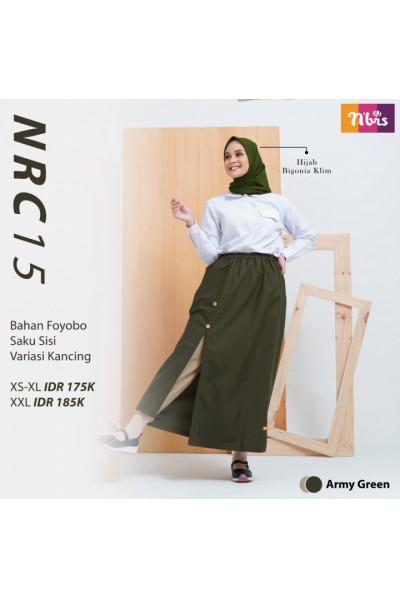 Nbrs
NRC15
Hijab
Bigonia Klim
Bahan Foyobo
Saku Sisi
Variasi Kancing
XS-XL IDR 175K
XXL IDR 185K
Army Green